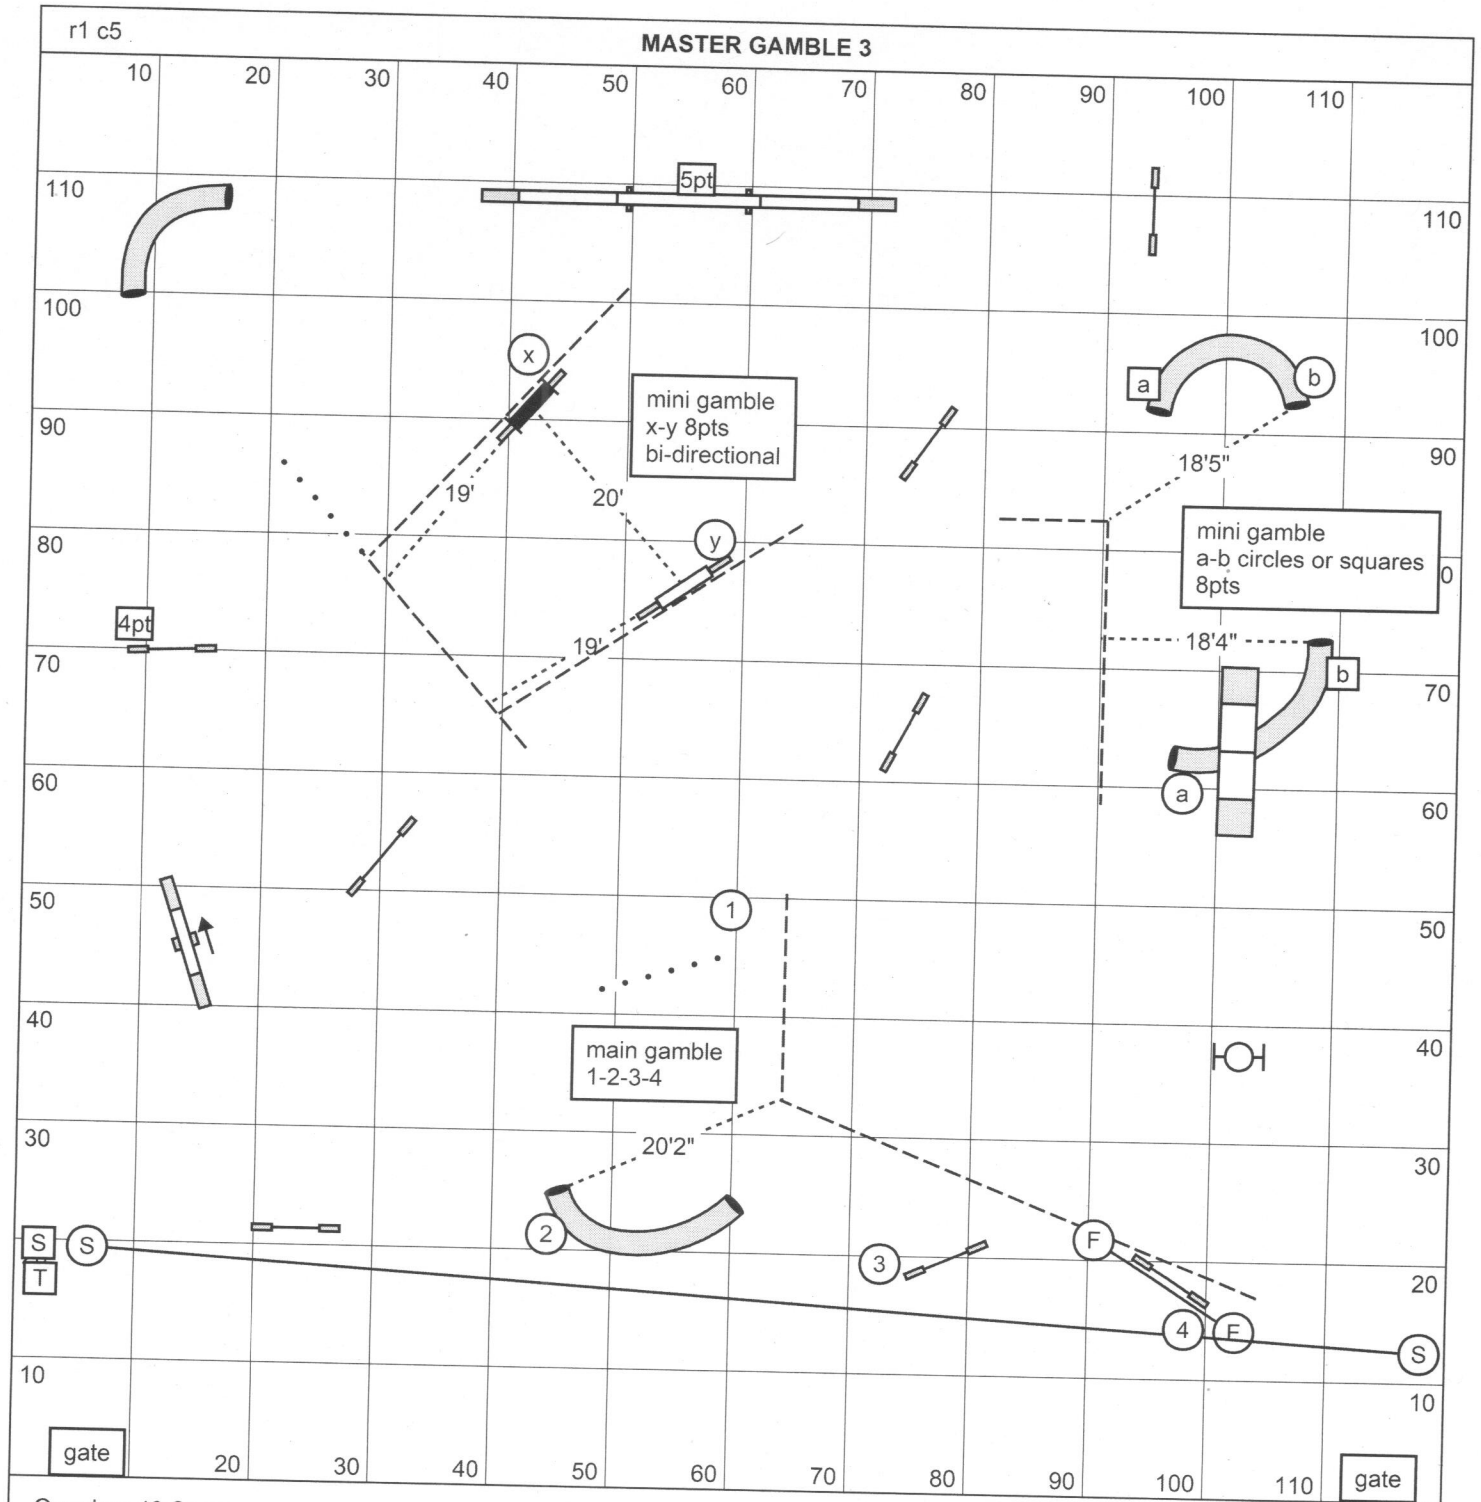 r1 c5
MASTER GAMBLE 3
10 20 30 40 50 60 70 80 90 100 110
5pt
110
110
100
100
x
a
b
mini gamble
x-y 8pts
bi-directional
90
90
18'5"
19'
20'
mini gamble
a-b circles or squares
8pts
80
y
0
4pt
19'
18'4"
70
70
b
60
60
a
50
50
1
40
40
main gamble
1-2-3-4
30
30
20'2"
S
S
T
2
3
F
20
4
F
S
10
10
gate
20 30 40 50 60 70 80 90 100 110
gate